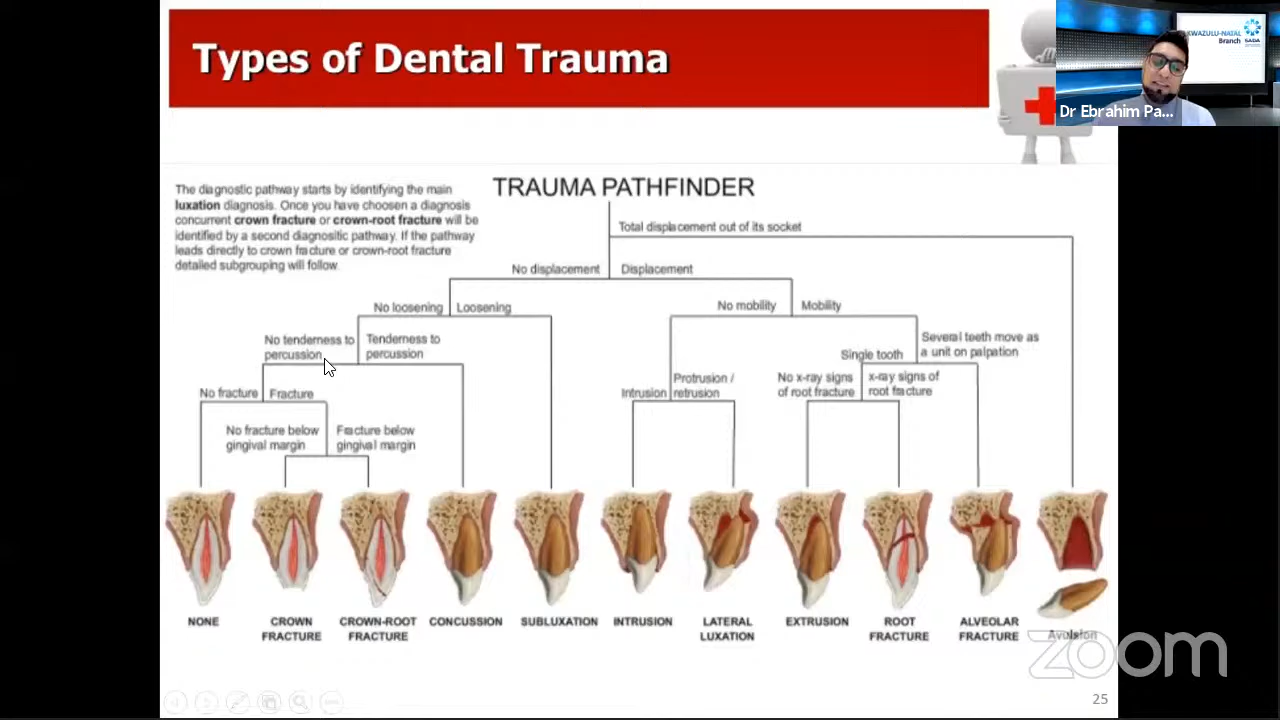 Types of Dental Trauma
KWAZULU-NATAL
Branch
SADA
Dr Ebrahim Pa...
The diagnostic pathway starts by identifying the main
luxation diagnosis. Once you have choosen a diagnosis
concurrent crown fracture or crown-root fracture will be
identified by a second diagnositic pathway. If the pathway
leads directly to crown fracture or crown-root fracture
detailed subgrouping will follow.
TRAUMA PATHFINDER
Total displacement out of its socket
No displacement
Displacement
No loosening
Loosening
No mobility
Mobility
No tenderness to
percussion
Tenderness to
percussion
Single tooth
Several teeth move as
a unit on palpation
No fracture
Fracture
Intrusion
Protrusion /
retrusion
No x-ray signs
of root fracture
x-ray signs of
root fracture
No fracture below
gingival margin
Fracture below
gingival margin
NONE
CROWN
FRACTURE
CROWN-ROOT
FRACTURE
CONCUSSION
SUBLUXATION
INTRUSION
LATERAL
LUXATION
EXTRUSION
ROOT
FRACTURE
ALVEOLAR
FRACTURE
Avulsion
zoom
25